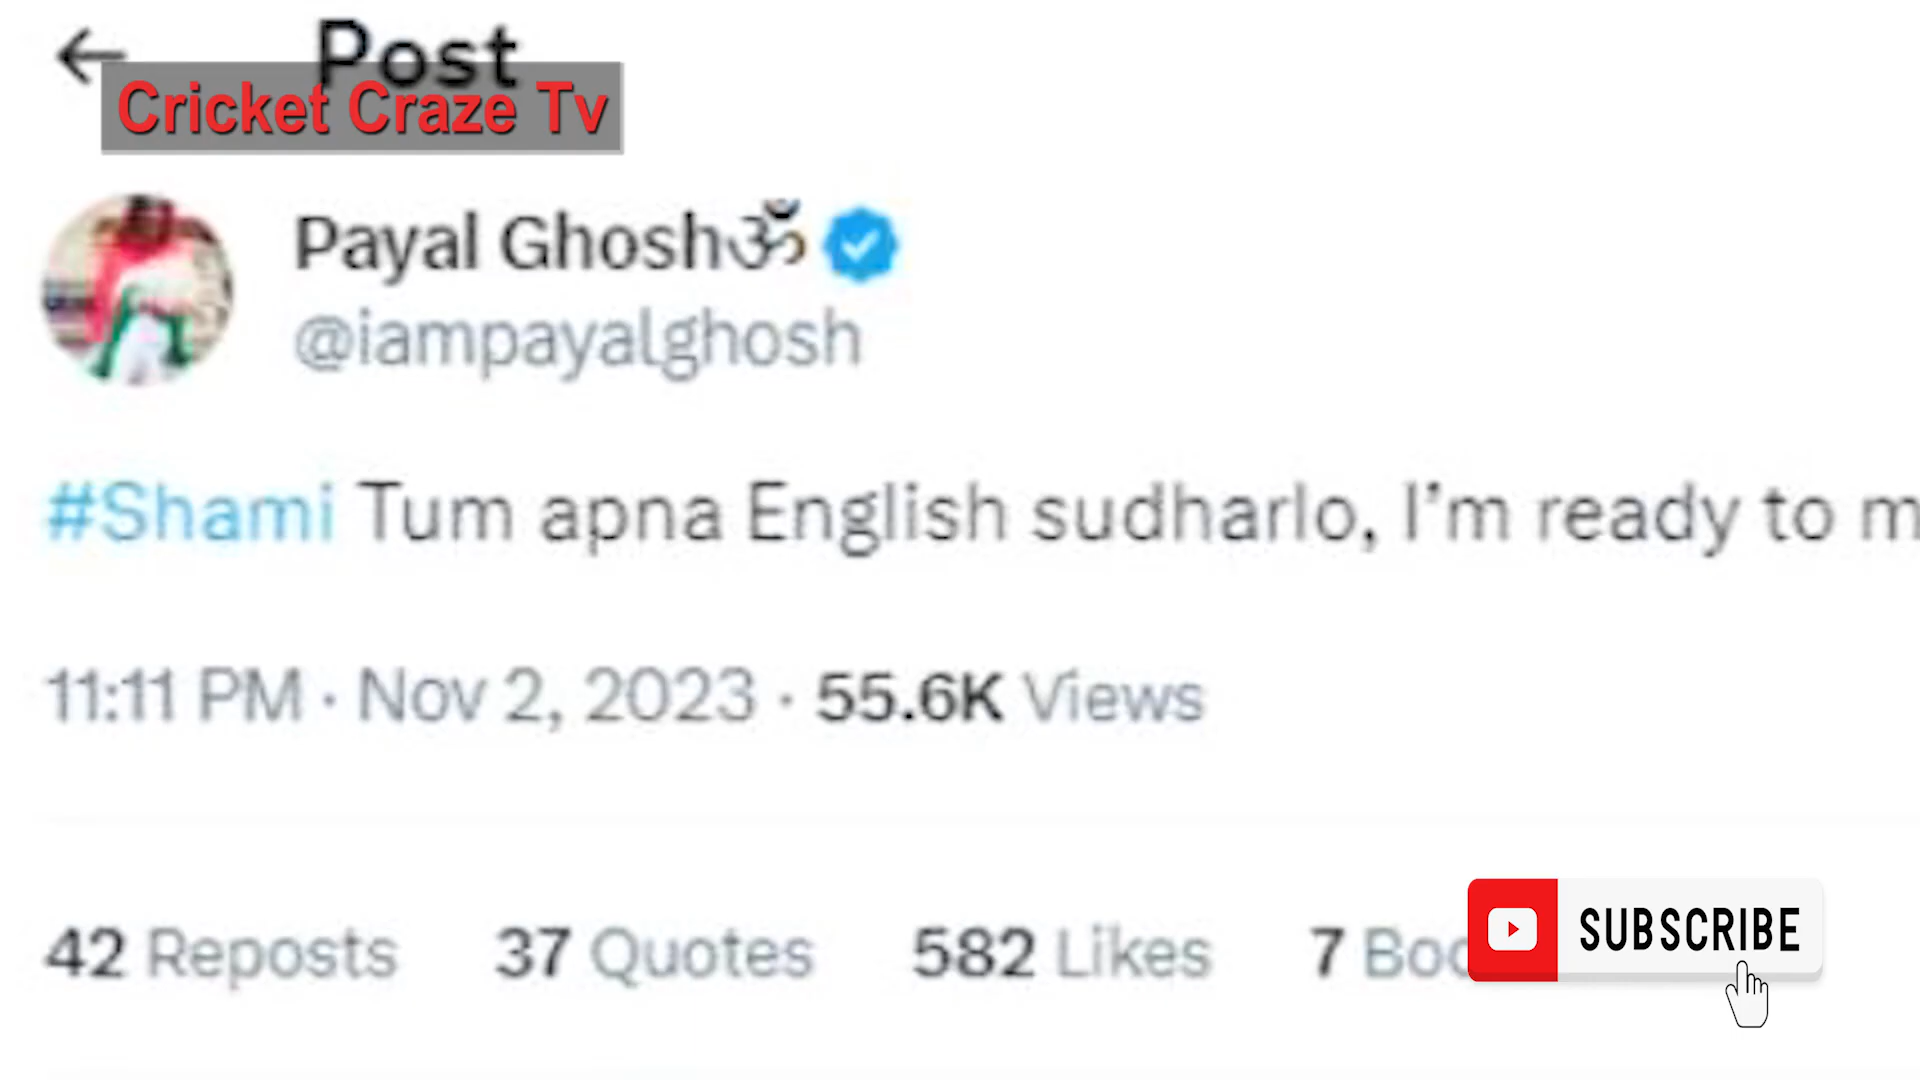 Post
Cricket Craze Tv
Payal Ghoshॐ
@iampayalghosh
#Shami Tum apna English sudharlo, I'm ready to
11:11 PM · Nov 2, 2023 · 55.6K Views
42 Reposts 37 Quotes 582 Likes 7
SUBSCRIBE